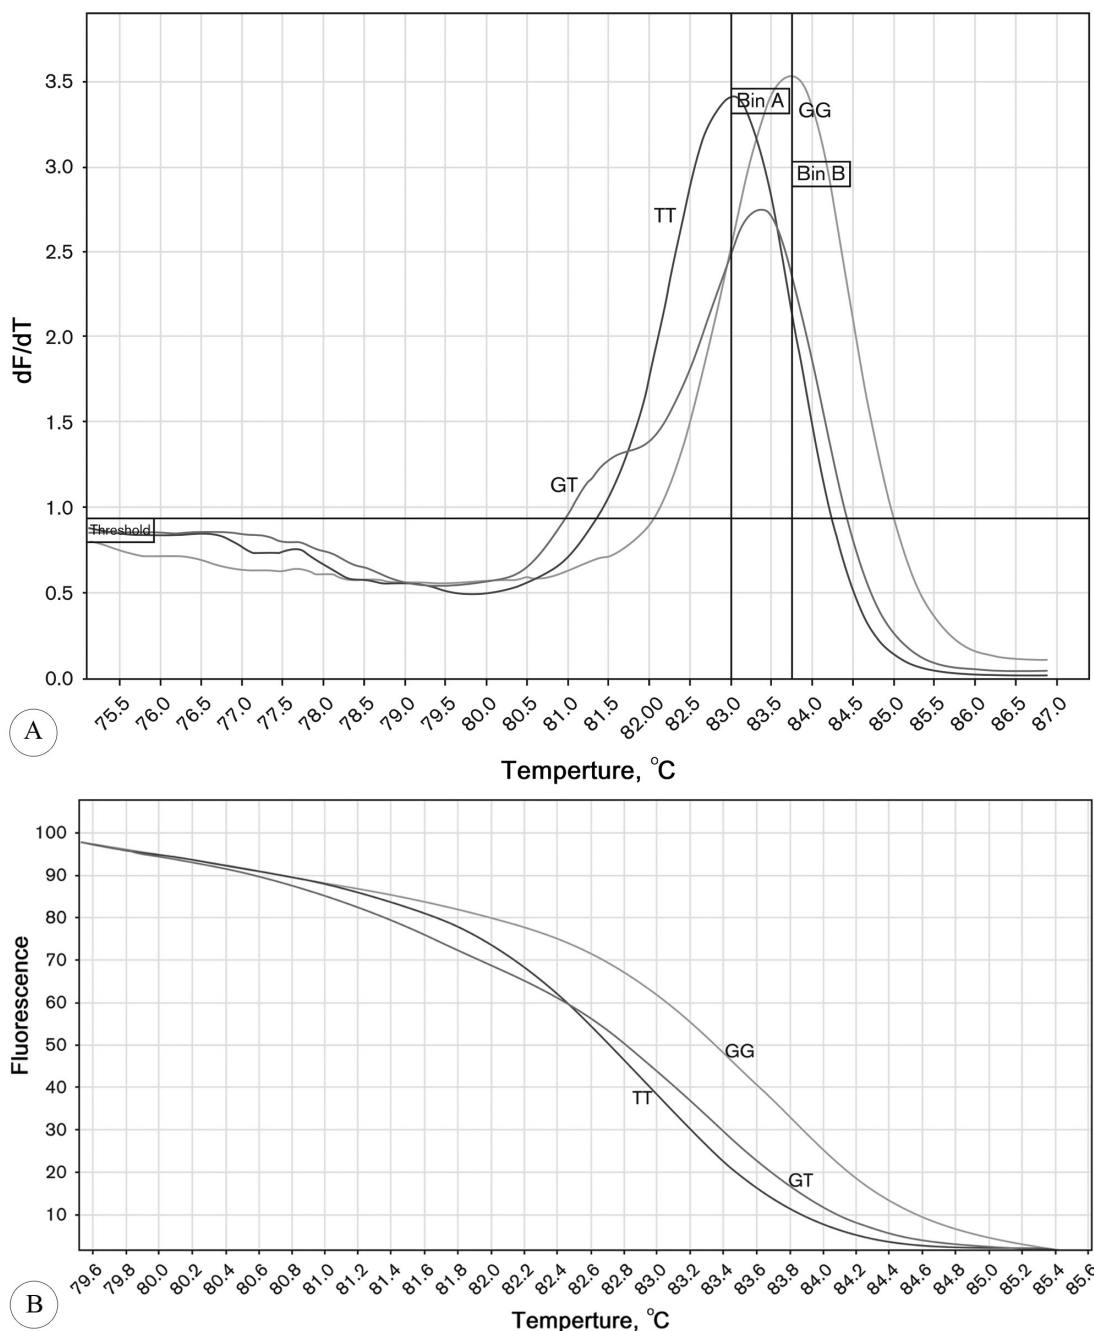 3.5
Bin A
GG
3.0
Bin B
TT
2.5
2.0
dF/dT
1.5
GT
1.0
Threshold
0.5
0.0
75.5 76.0 76.5 77.0 77.5 78.0 78.5 79.0 79.5 80.0 80.5 81.0 81.5 82.00 82.5 83.0 83.5 84.0 84.5 85.0 85.5 86.0 86.5 87.0
A
Temperture, °C
100
90
80
70
60
Fluorescence
50
GG
40
TT
30
GT
20
10
79.6 79.8 80.0 80.2 80.4 80.6 80.8 81.0 81.2 81.4 81.6 81.8 82.0 82.2 82.4 82.6 82.8 83.0 83.2 83.4 83.6 83.8 84.0 84.2 84.4 84.6 84.8 85.0 85.2 85.4 85.6
B
Temperture, °C